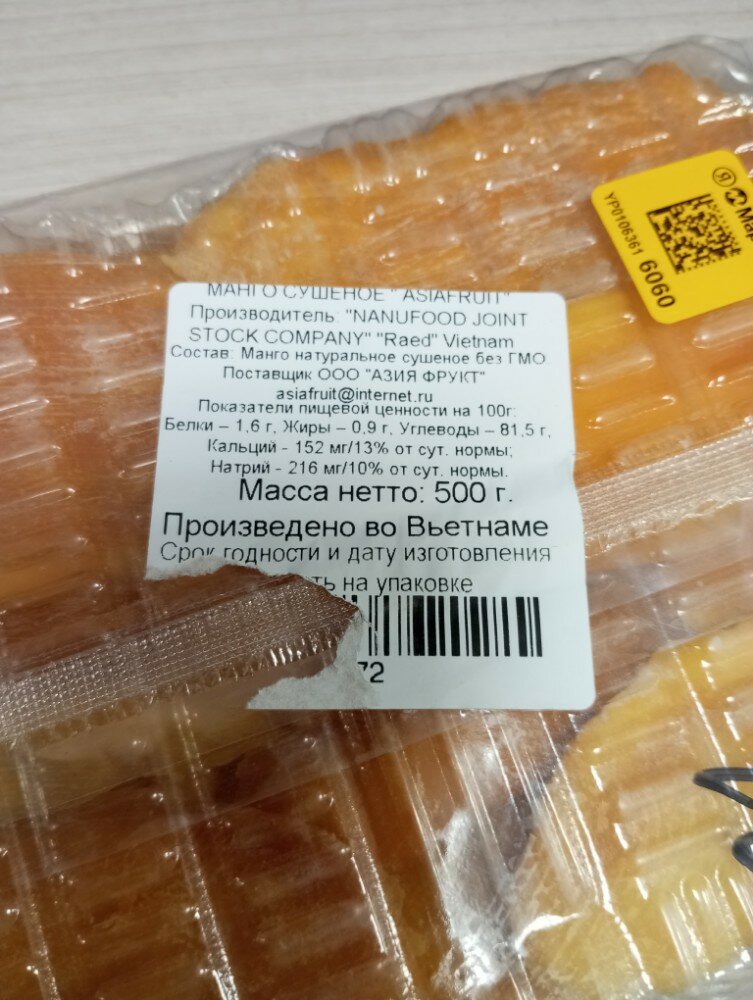 МАНГО СУШЕНОЕ " ASIAFRUIT"
Производитель: "NANUFOOD JOINT
STOCK COMPANY" "Raed" Vietnam
Состав: Манго натуральное сушеное без ГМО
Поставщик ООО "АЗИЯ ФРУКТ"
asiafruit@internet.ru
Показатели пищевой ценности на 100г:
Белки – 1,6 г, Жиры – 0,9 г, Углеводы – 81,5 г,
Кальций - 152 мг/13% от сут. нормы;
Натрий - 216 мг/10% от сут. нормы.
Масса нетто: 500 г.
Произведено во Вьетнаме
Срок годности и дату изготовления
на упаковке
72
Я Мар
YP0106361 6060